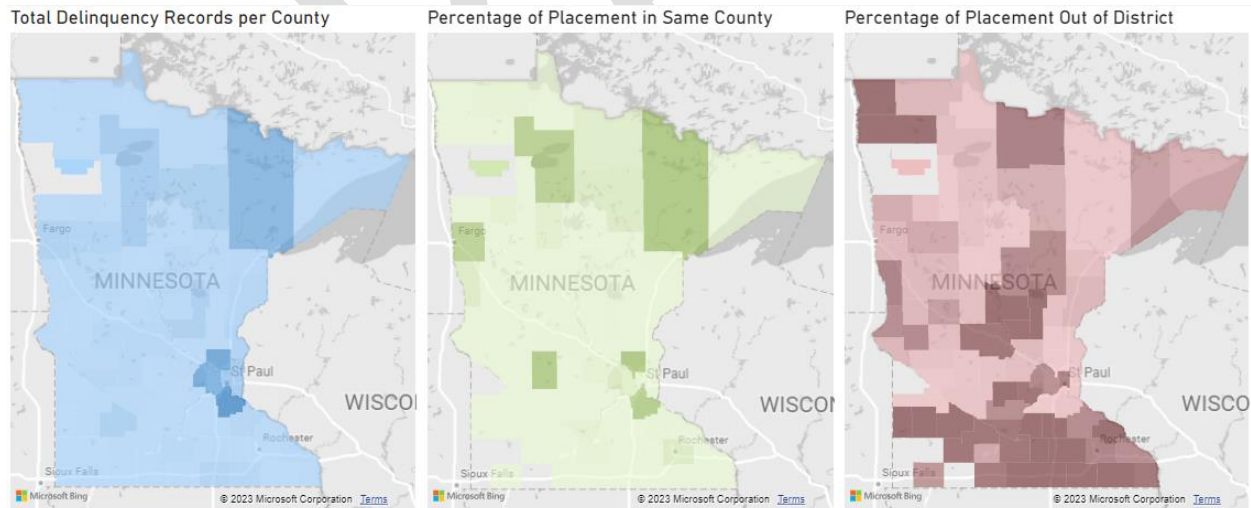 Total Delinquency Records per County
Fargo
MINNESOTA
St Paul
WISCO
Rochester
Sioux Falls
Microsoft Bing
© 2023 Microsoft Corporation Terms
Percentage of Placement in Same County
Fargo
MINNESOTA
St Paul
WISCON
Rochester
Sioux Falls
Microsoft Bing
© 2023 Microsoft Corporation Terms
Percentage of Placement Out of District
Fargo
MINNESOTA
St Paul
WISCO
Rochester
Sioux Falls
Microsoft Bing
© 2023 Microsoft Corporation Terms